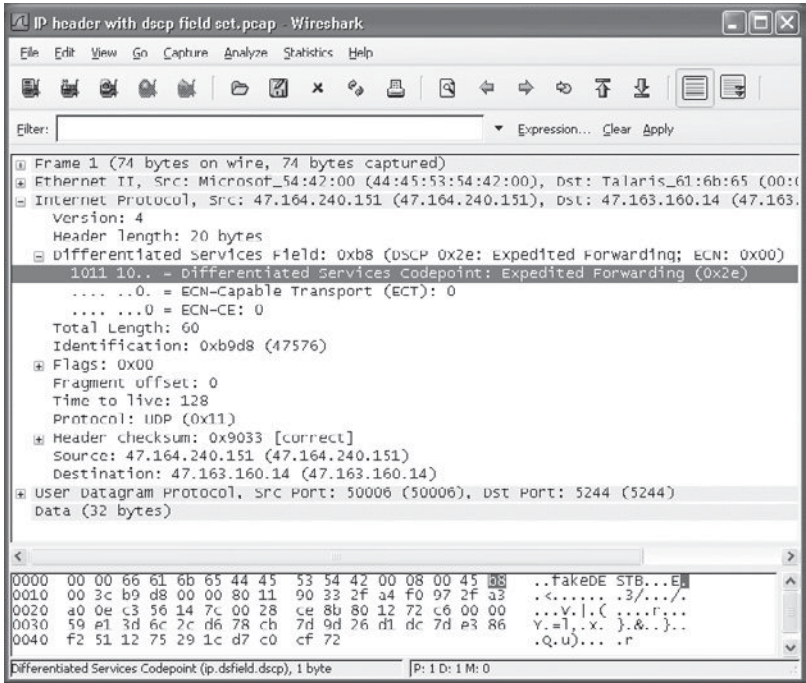 IP header with dscp field set.pcap - Wireshark
File Edit View Go Capture Analyze Statistics Help
Filter: Expression... Clear Apply
Frame 1 (74 bytes on wire, 74 bytes captured)
Ethernet II, Src: Microsof_54:42:00 (44:45:53:54:42:00), Dst: Talaris_61:6b:65 (00:0
Internet Protocol, Src: 47.164.240.151 (47.164.240.151), Dst: 47.163.160.14 (47.163.
Version: 4
Header length: 20 bytes
Differentiated Services Field: 0xb8 (DSCP 0x2e: Expedited Forwarding; ECN: 0x00)
1011 10.. = Differentiated Services Codepoint: Expedited Forwarding (0x2e)
.... ..0. = ECN-Capable Transport (ECT): 0
.... ...0 = ECN-CE: 0
Total Length: 60
Identification: 0xb9d8 (47576)
Flags: 0x00
Fragment offset: 0
Time to live: 128
Protocol: UDP (0x11)
Header checksum: 0x9033 [correct]
Source: 47.164.240.151 (47.164.240.151)
Destination: 47.163.160.14 (47.163.160.14)
User Datagram Protocol, Src Port: 50006 (50006), Dst Port: 5244 (5244)
Data (32 bytes)
0000 00 00 66 61 6b 65 44 45 53 54 42 00 08 00 45 b8 ..fakeDE STB...E.
0010 00 3c b9 d8 00 00 80 11 90 33 2f a4 f0 97 2f a3 .<...... .3/.../.
0020 a0 0e c3 56 14 7c 00 28 ce 8b 80 12 72 c6 00 00 ...V.|.( ....r...
0030 59 e1 3d 6c 2c d6 78 cb 7d 9d 26 d1 dc 7d e3 86 Y.=l,.x. }.&..}..
0040 f2 51 12 75 29 1c d7 c0 cf 72 .Q.u)... .r
Differentiated Services Codepoint (ip.dsfield.dscp), 1 byte P: 1 D: 1 M: 0